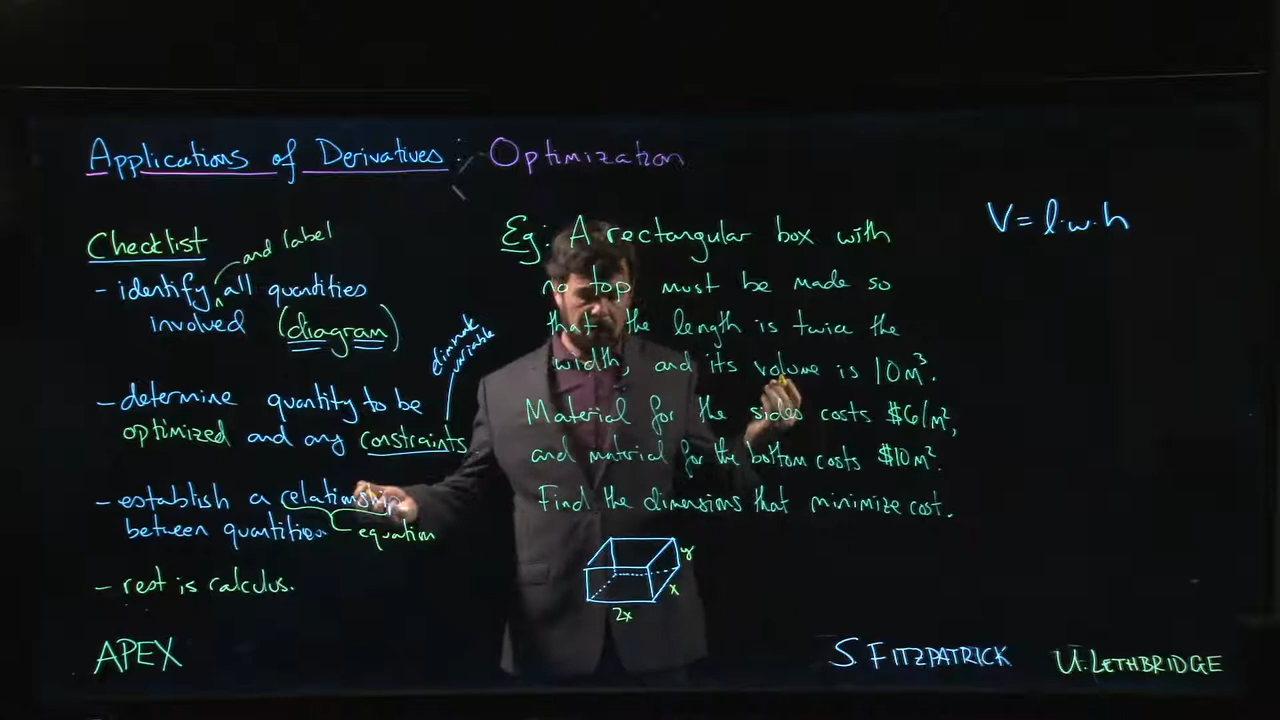 Applications of Derivatives: Optimization
Checklist
and label
- identify all quantities
involved (diagram)
- determine quantity to be
optimized and any constraints
eliminate
variable
- establish a relationship
between quantities
equation
- rest is calculus.
APEX
Eg: A rectangular box with
no top must be made so
that the length is twice the
width, and its volume is 10m³.
Material for the sides costs $6/m²,
and material for the bottom costs $10m².
Find the dimensions that minimize cost.
y
x
2x
V = l·w·h
S. FITZPATRICK
U. LETHBRIDGE